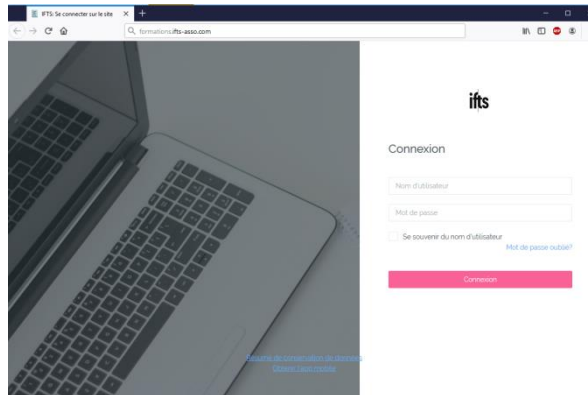 IFTS: Se connecter sur le site
formations.ifts-asso.com
ifts
Connexion
Nom d'utilisateur
Mot de passe
Se souvenir du nom d'utilisateur
Mot de passe oublié?
Connexion
Résumé de conservation de données
Obtenir l'app mobile